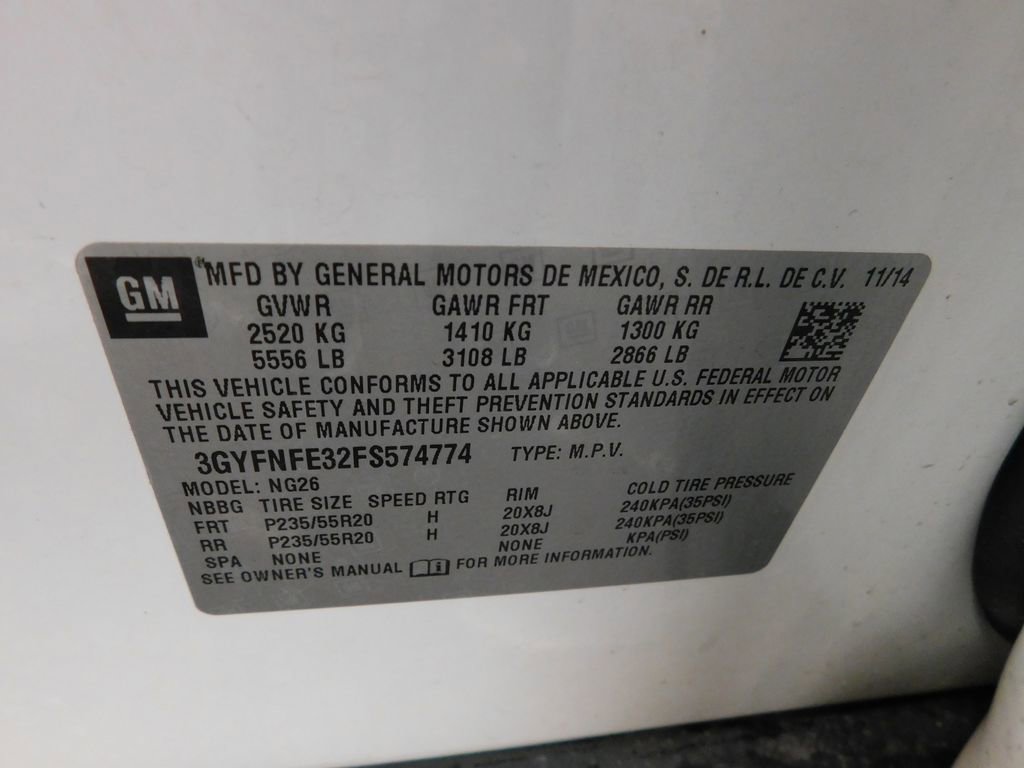 GM
MFD BY GENERAL MOTORS DE MEXICO, S. DE R.L. DE C.V. 11/14
GVWR GAWR FRT GAWR RR
2520 KG 1410 KG 1300 KG
5556 LB 3108 LB 2866 LB
THIS VEHICLE CONFORMS TO ALL APPLICABLE U.S. FEDERAL MOTOR
VEHICLE SAFETY AND THEFT PREVENTION STANDARDS IN EFFECT ON
THE DATE OF MANUFACTURE SHOWN ABOVE.
3GYFNFE32FS574774 TYPE: M.P.V.
MODEL: NG26
NBBG TIRE SIZE SPEED RTG RIM COLD TIRE PRESSURE
FRT P235/55R20 H 20X8J 240KPA(35PSI)
RR P235/55R20 H 20X8J 240KPA(35PSI)
SPA NONE NONE KPA(PSI)
SEE OWNER'S MANUAL FOR MORE INFORMATION.